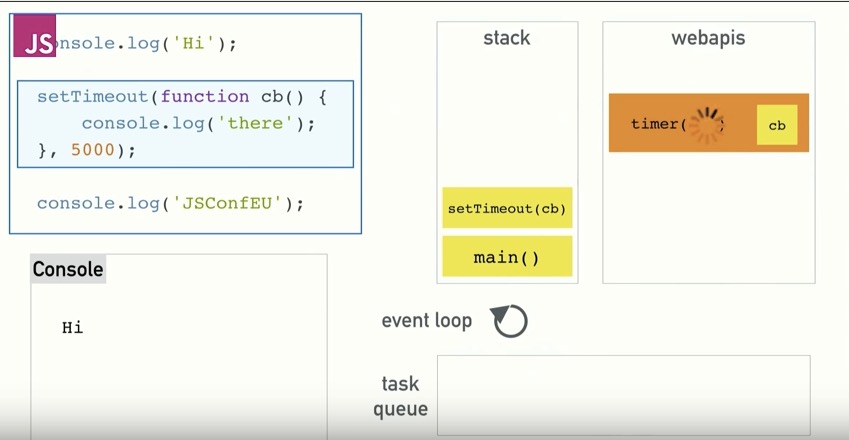 JS
onsole.log('Hi');
setTimeout(function cb() {
console.log('there');
}, 5000);
console.log('JSConfEU');
Console
Hi
stack
setTimeout(cb)
main()
webapis
timer( )
cb
event loop
task
queue